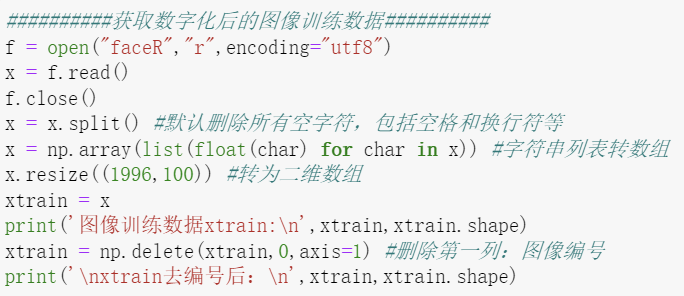 ##########获取数字化后的图像训练数据##########
f = open("faceR","r",encoding="utf8")
x = f.read()
f.close()
x = x.split() #默认删除所有空字符，包括空格和换行符等
x = np.array(list(float(char) for char in x)) #字符串列表转数组
x.resize((1996,100)) #转为二维数组
xtrain = x
print('图像训练数据xtrain:\n',xtrain,xtrain.shape)
xtrain = np.delete(xtrain,0,axis=1) #删除第一列：图像编号
print('\nxtrain去编号后：\n',xtrain,xtrain.shape)